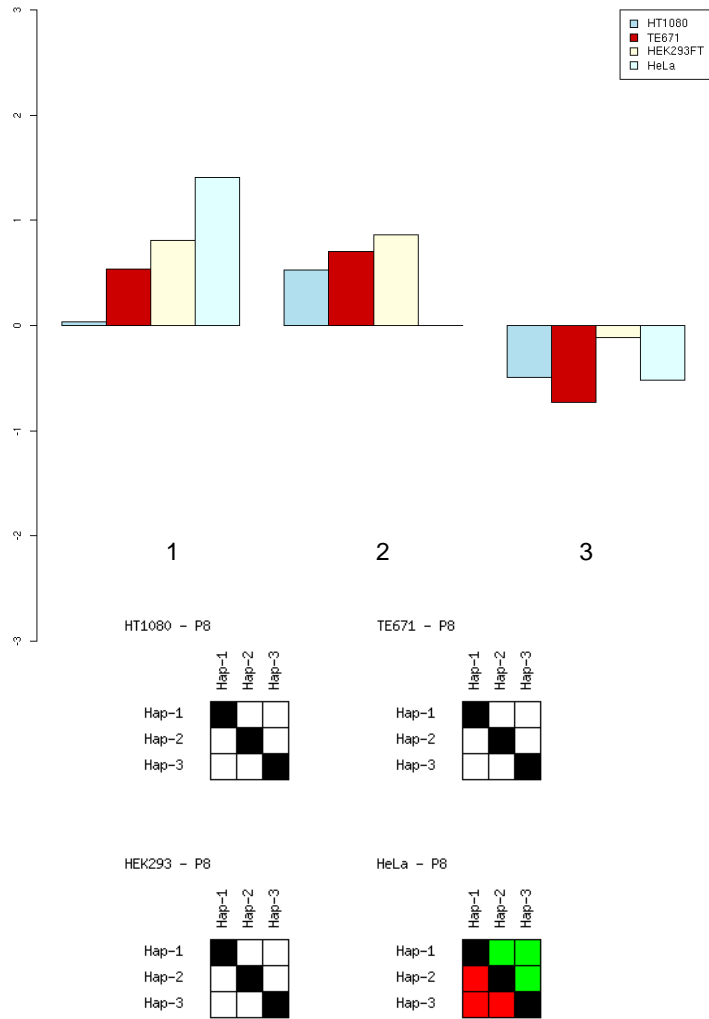 3
HT1080
TE671
HEK293FT
HeLa
2
1
0
-1
-2
1 2 3
-3
HT1080 - P8
Hap-1 Hap-2 Hap-3
Hap-1
Hap-2
Hap-3
TE671 - P8
Hap-1 Hap-2 Hap-3
Hap-1
Hap-2
Hap-3
HEK293 - P8
Hap-1 Hap-2 Hap-3
Hap-1
Hap-2
Hap-3
HeLa - P8
Hap-1 Hap-2 Hap-3
Hap-1
Hap-2
Hap-3